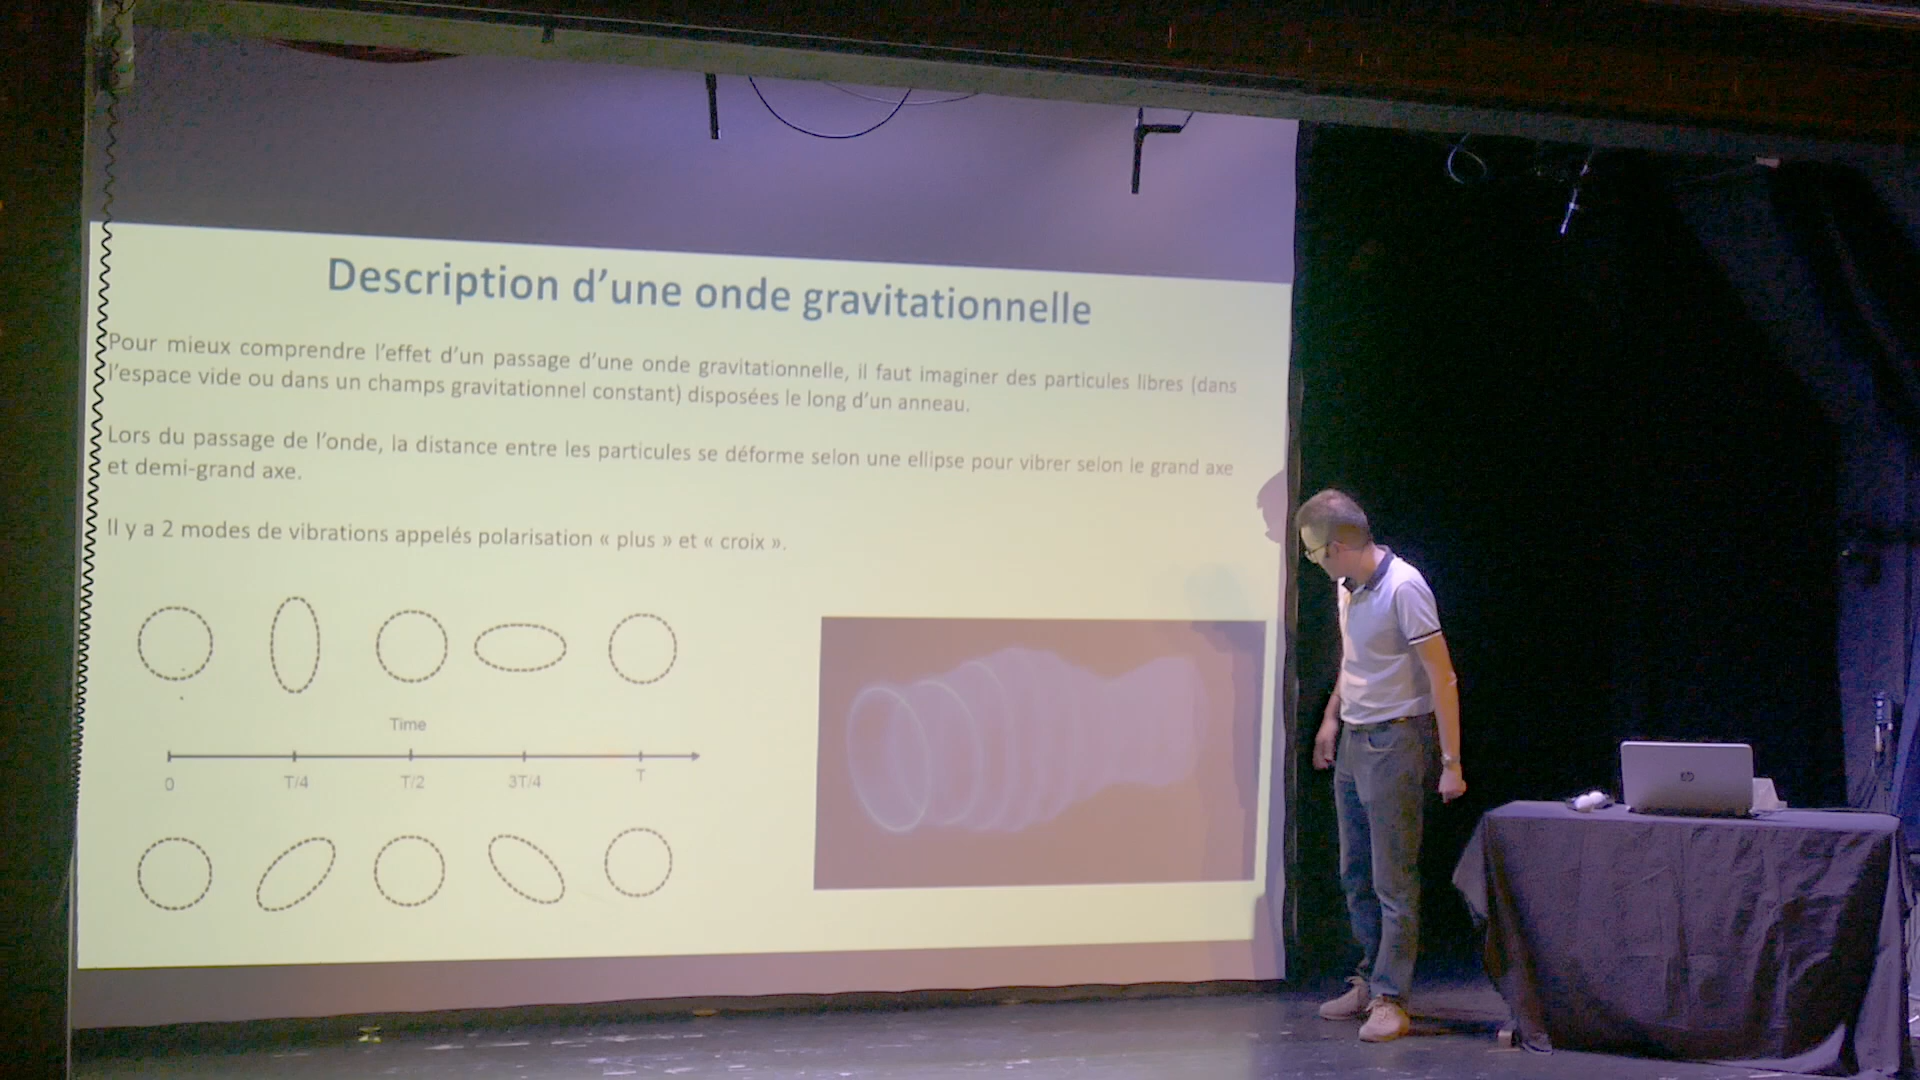 Description d’une onde gravitationnelle
Pour mieux comprendre l’effet d’un passage d’une onde gravitationnelle, il faut imaginer des particules libres (dans
l’espace vide ou dans un champs gravitationnel constant) disposées le long d’un anneau.
Lors du passage de l’onde, la distance entre les particules se déforme selon une ellipse pour vibrer selon le grand axe
et demi-grand axe.
Il y a 2 modes de vibrations appelés polarisation « plus » et « croix ».
Time
0 T/4 T/2 3T/4 T
hp